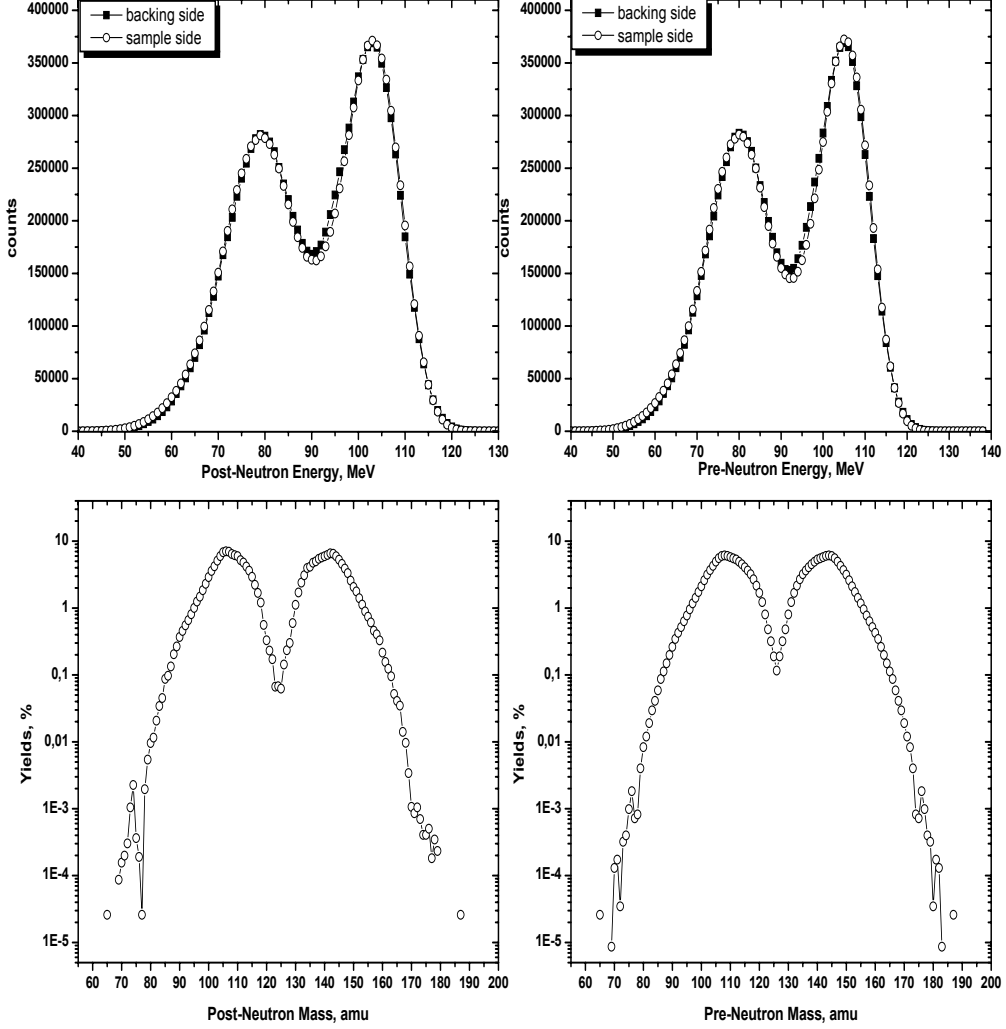 400000
350000
300000
250000
200000
150000
100000
50000
0
counts
backing side
sample side
40 50 60 70 80 90 100 110 120 130
Post-Neutron Energy, MeV
400000
350000
300000
250000
200000
150000
100000
50000
0
counts
backing side
sample side
40 50 60 70 80 90 100 110 120 130 140
Pre-Neutron Energy, MeV
10
1
0,1
0,01
1E-3
1E-4
1E-5
Yields, %
60 70 80 90 100 110 120 130 140 150 160 170 180 190 200
Post-Neutron Mass, amu
10
1
0,1
0,01
1E-3
1E-4
1E-5
Yields, %
60 70 80 90 100 110 120 130 140 150 160 170 180 190 200
Pre-Neutron Mass, amu